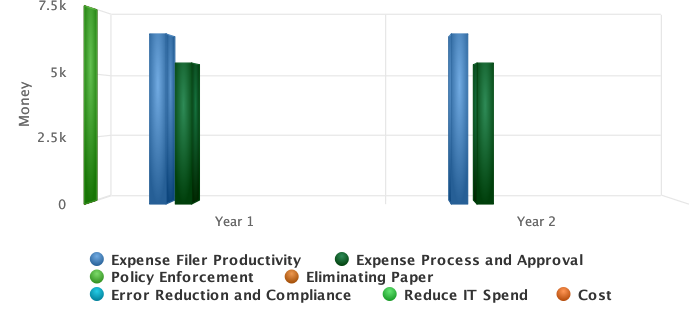 7.5k
5k
2.5k
0
Money
Year 1 Year 2
Expense Filer Productivity Expense Process and Approval
Policy Enforcement Eliminating Paper
Error Reduction and Compliance Reduce IT Spend Cost